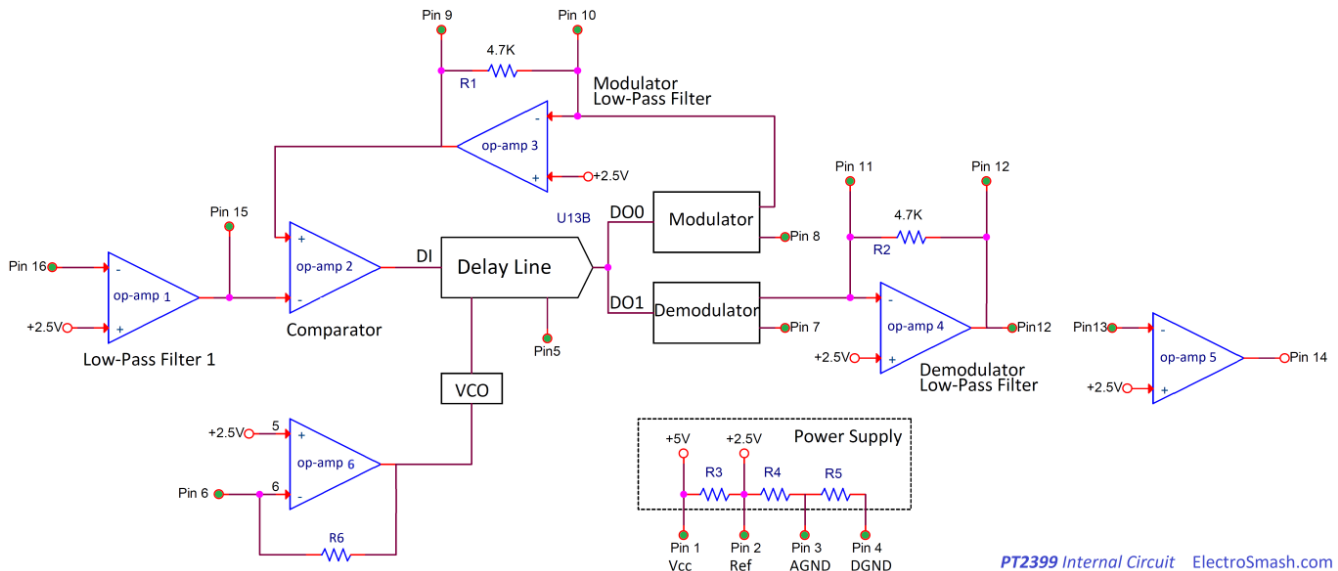 Pin 9
Pin 10
4.7K
R1
Modulator
Low-Pass Filter
-
op-amp 3
+
+2.5V
Pin 11
Pin 12
Pin 15
U13B
DO0
Modulator
Pin 8
4.7K
R2
Pin 16
-
op-amp 1
+2.5V
+
Low-Pass Filter 1
+
op-amp 2
-
Comparator
DI
Delay Line
Pin5
DO1
Demodulator
Pin 7
-
op-amp 4
+2.5V
+
Pin12
Demodulator
Low-Pass Filter
Pin13
-
op-amp 5
+2.5V
+
Pin 14
VCO
+2.5V
5
+
op-amp 6
Pin 6
6
-
R6
Power Supply
+5V
+2.5V
R3
R4
R5
Pin 1
Pin 2
Pin 3
Pin 4
Vcc
Ref
AGND
DGND
PT2399 Internal Circuit ElectroSmash.com